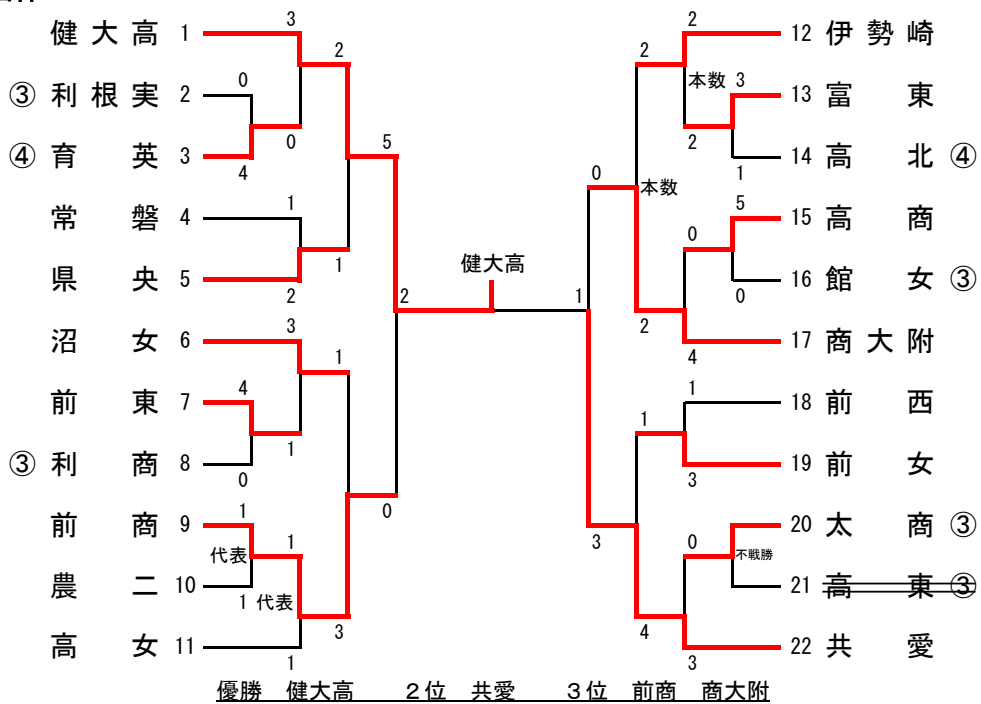 健大高 1
③ 利根実 2
④ 育英 3
常磐 4
県央 5
沼女 6
前東 7
③ 利商 8
前商 9
農二 10
高女 11
3
0
4
0
2
1
2
1
5
3
4
0
1
1
1
代表
1
1
代表
1
3
0
2
健大高
1
0
3
2
本数
2
1
4
2
本数
2
3
1
0
5
0
4
1
3
0
不戦勝
3
12 伊勢崎
13 富東
14 高北 ④
15 高商
16 館女 ③
17 商大附
18 前西
19 前女
20 太商 ③
21 高東 ③
22 共愛
優勝 健大高 2位 共愛 3位 前商 商大附